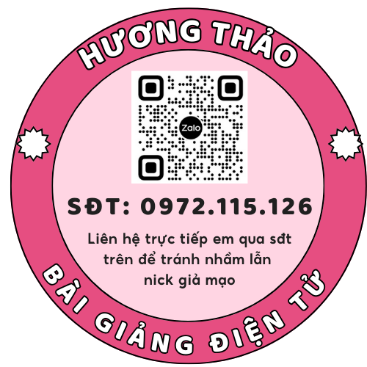 HƯƠNG THẢO
Zalo
SĐT: 0972.115.126
Liên hệ trực tiếp em qua sđt
trên để tránh nhầm lẫn
nick giả mạo
BÀI GIẢNG ĐIỆN TỬ